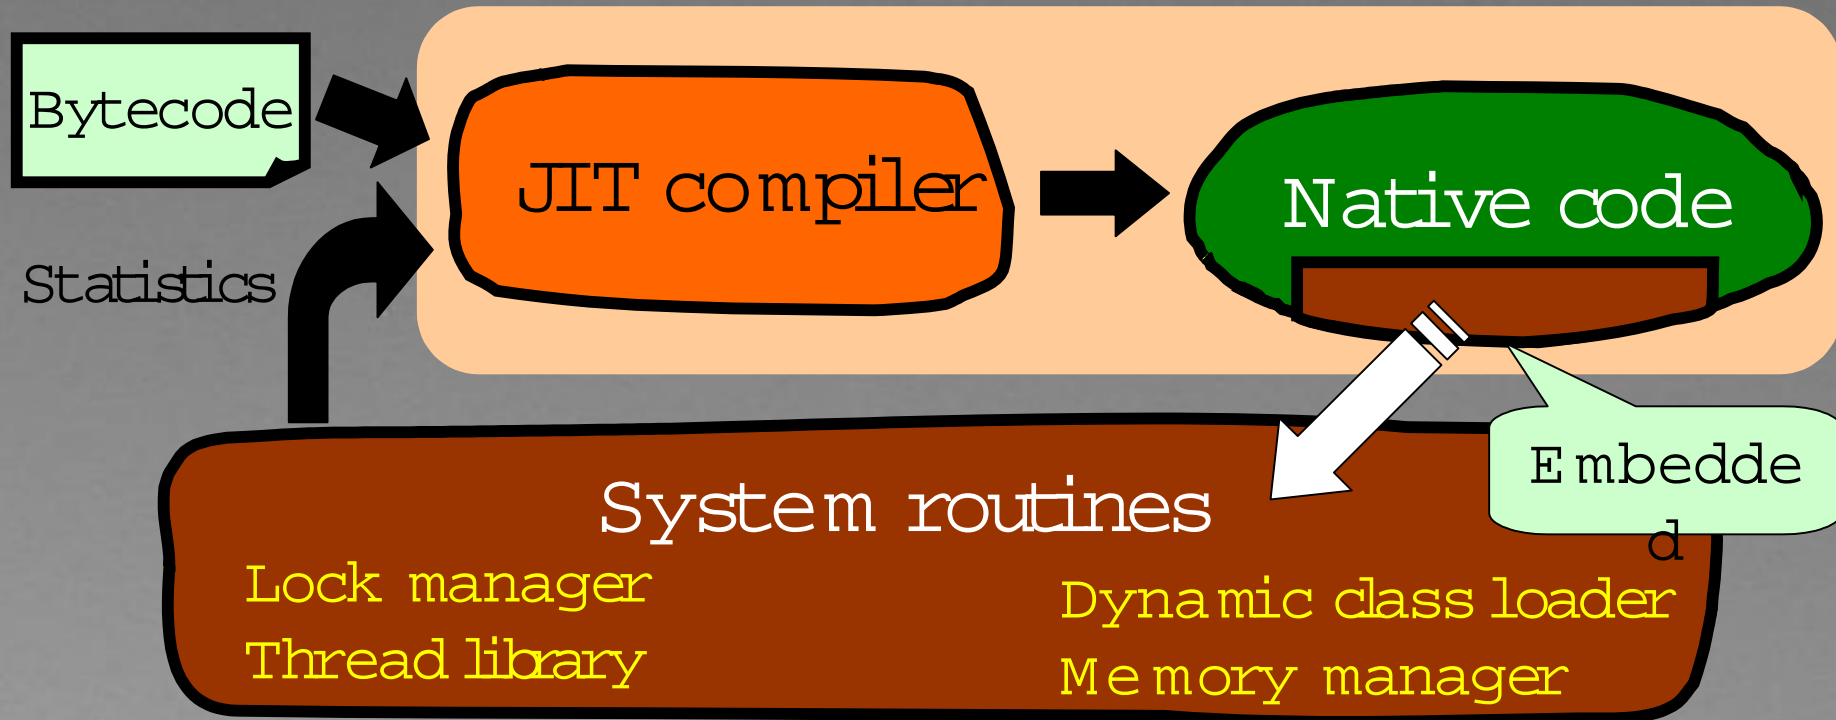 Bytecode
JIT compiler
Native code
Statistics
Embedde
d
System routines
Lock manager
Thread library
Dynamic class loader
Memory manager